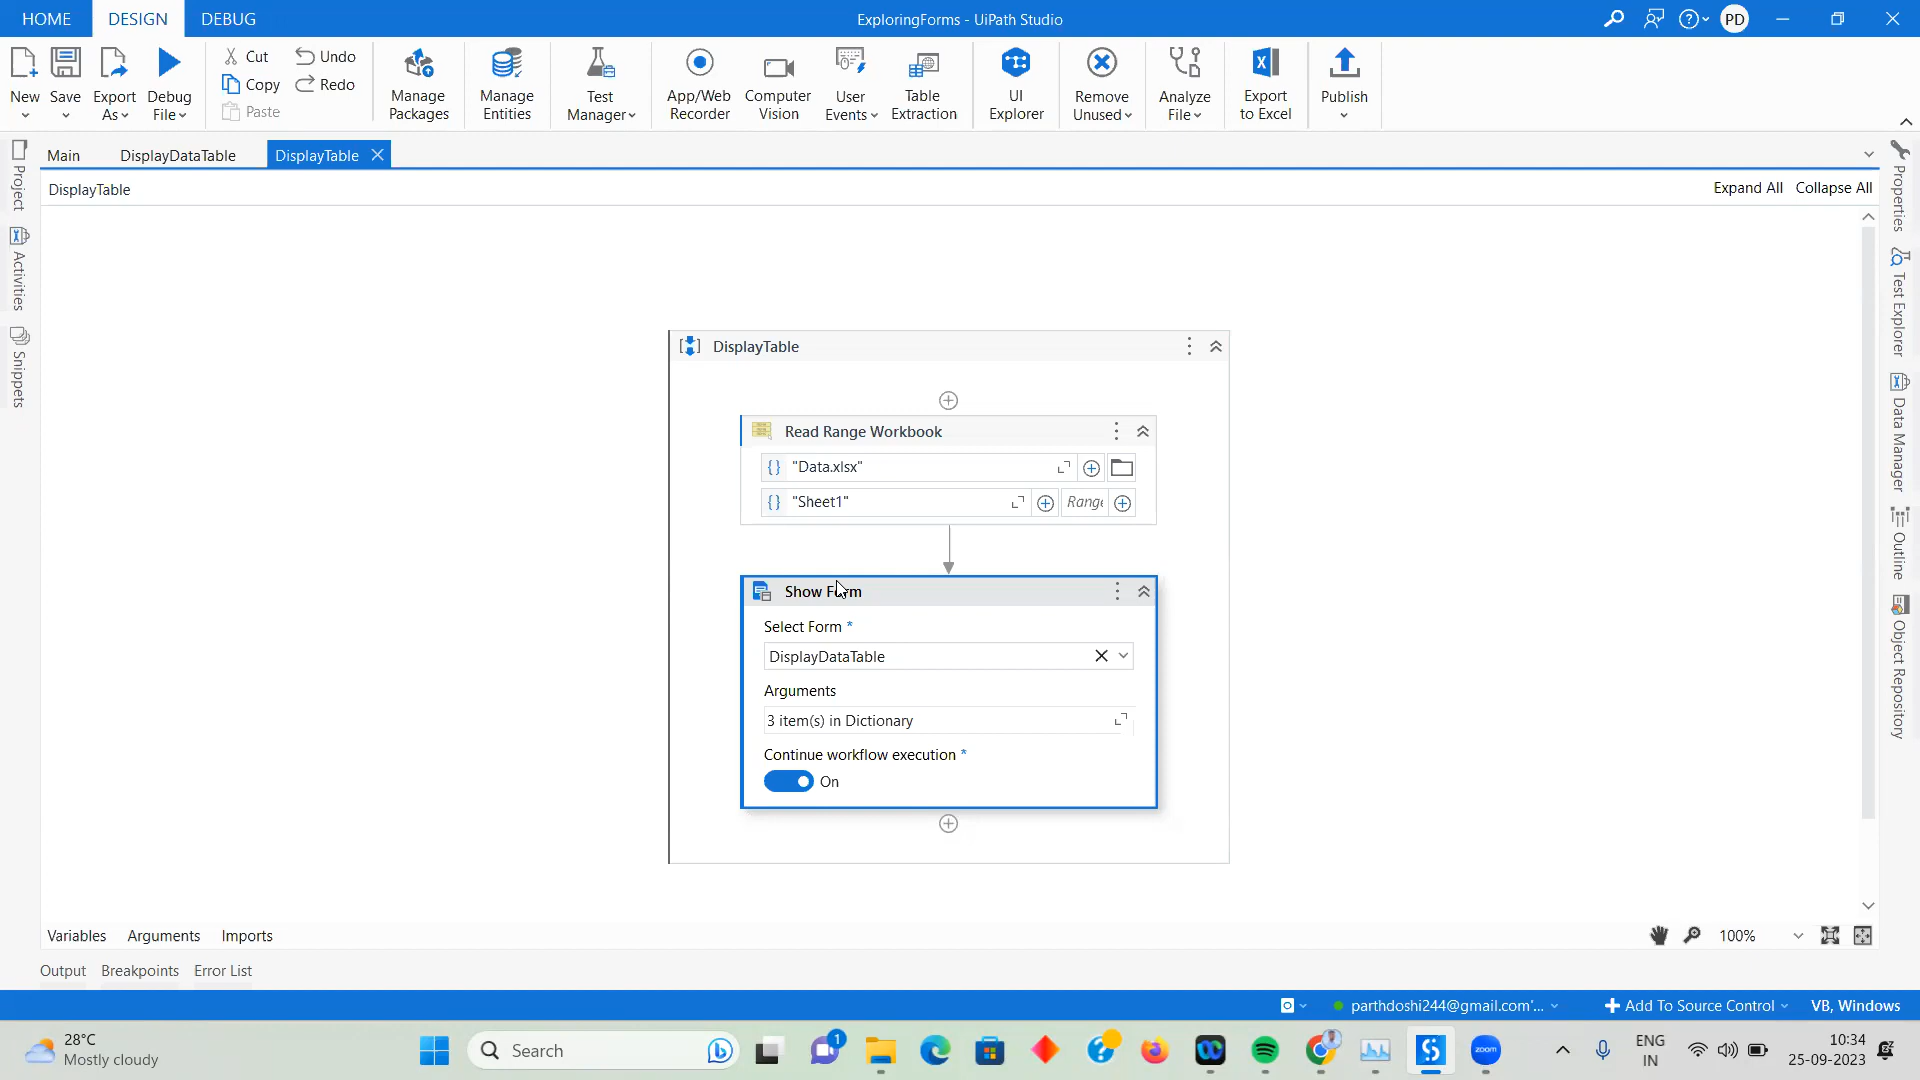 HOME DESIGN DEBUG ExploringForms - UiPath Studio PD
New Save Export As Debug File
Cut Copy Paste Undo Redo
Manage Packages
Manage Entities
Test Manager
App/Web Recorder
Computer Vision
User Events
Table Extraction
UI Explorer
Remove Unused
Analyze File
Export to Excel
Publish
Main DisplayDataTable DisplayTable
DisplayTable Expand All Collapse All
Project
Activities
Snippets
DisplayTable
Read Range Workbook
"Data.xlsx"
"Sheet1" Range
Show Form
Select Form *
DisplayDataTable
Arguments
3 item(s) in Dictionary
Continue workflow execution *
On
Properties
Test Explorer
Data Manager
Outline
Object Repository
Variables Arguments Imports 100%
Output Breakpoints Error List
parthdoshi244@gmail.com'... Add To Source Control VB, Windows
28°C
Mostly cloudy
Search
1
zoom
ENG
IN
10:34
25-09-2023